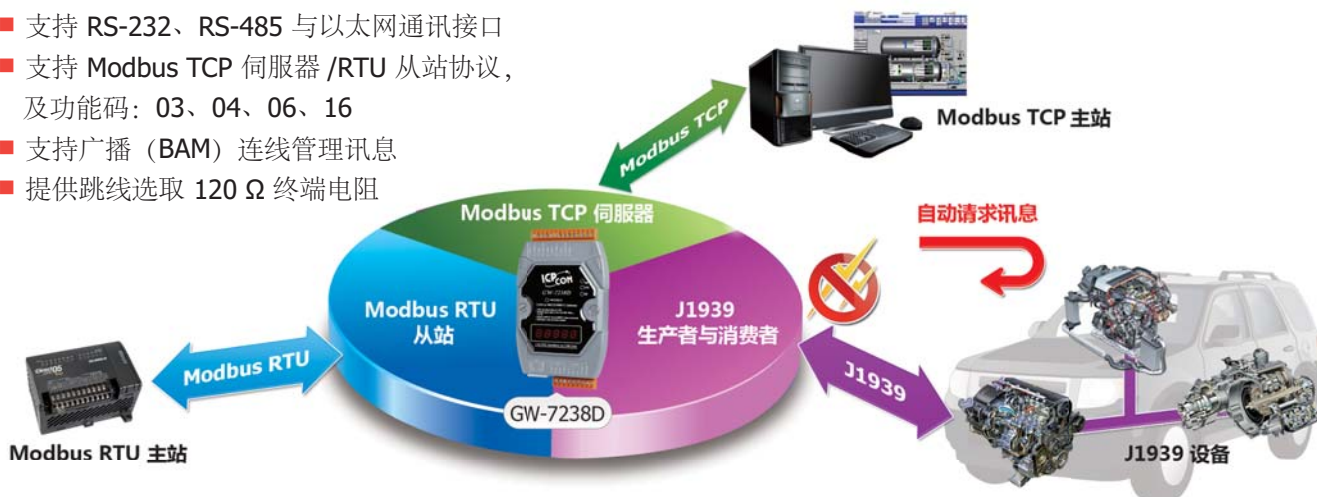 ■ 支持 RS-232、RS-485 与以太网通讯接口
■ 支持 Modbus TCP 伺服器 /RTU 从站协议，
及功能码：03、04、06、16
■ 支持广播（BAM）连线管理讯息
■ 提供跳线选取 120 Ω 终端电阻
Modbus TCP
Modbus TCP 主站
Modbus TCP 伺服器
自动请求讯息
ICP CON
GW-7238D
Modbus RTU
从站
J1939
生产者与消费者
Modbus RTU
J1939
GW-7238D
Modbus RTU 主站
J1939 设备